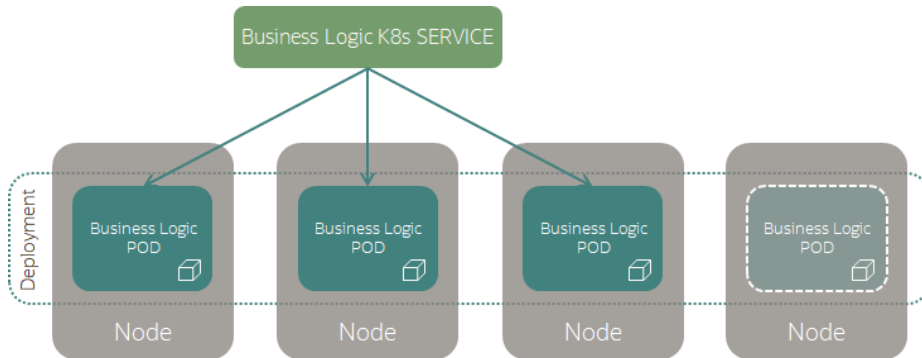 Business Logic K8s SERVICE
Deployment
Business Logic
POD
Business Logic
POD
Business Logic
POD
Business Logic
POD
Node
Node
Node
Node